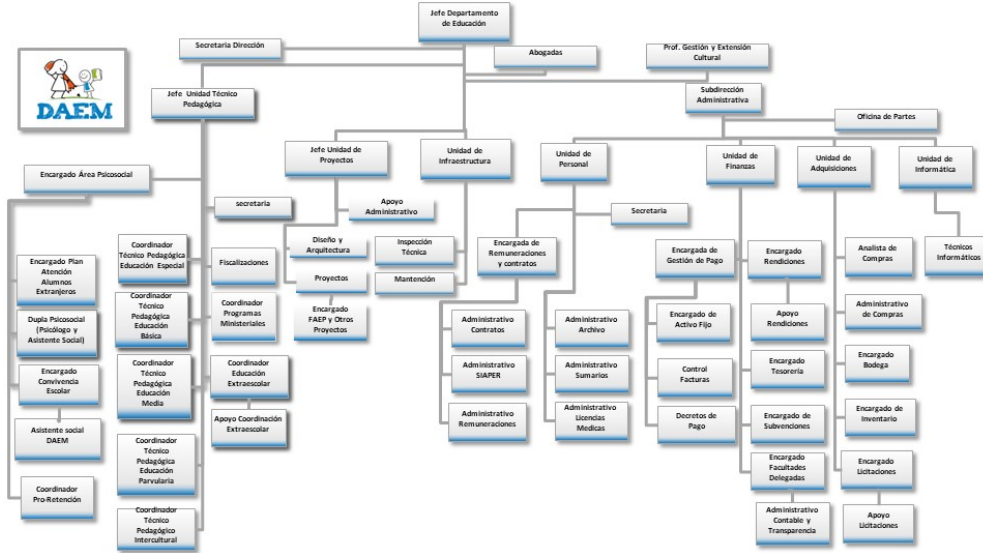 Jefe Departamento
de Educación
Secretaria Dirección
Abogadas
Prof. Gestión y Extensión
Cultural
DAEM
Jefe Unidad Técnico
Pedagógica
Subdirección
Administrativa
Oficina de Partes
Jefe Unidad de
Proyectos
Unidad de
Infraestructura
Unidad de
Personal
Unidad de
Finanzas
Unidad de
Adquisiciones
Unidad de
Informática
Encargado Área Psicosocial
secretaria
Apoyo
Administrativo
Secretaria
Coordinador
Técnico Pedagógica
Educación Especial
Fiscalizaciones
Diseño y
Arquitectura
Inspección
Técnica
Encargada de
Remuneraciones
y contratos
Encargada de
Gestión de Pago
Encargado
Rendiciones
Analista de
Compras
Técnicos
Informáticos
Encargado Plan
Atención
Alumnos
Extranjeros
Proyectos
Mantención
Coordinador
Técnico
Pedagógica
Educación
Básica
Coordinador
Programas
Ministeriales
Encargado
FAEP y Otros
Proyectos
Administrativo
Contratos
Administrativo
Archivo
Encargado de
Activo Fijo
Apoyo
Rendiciones
Administrativo
de Compras
Dupla Psicosocial
(Psicólogo y
Asistente Social)
Encargado
Convivencia
Escolar
Coordinador
Técnico
Pedagógica
Educación
Media
Coordinador
Educación
Extraescolar
Administrativo
SIAPER
Administrativo
Sumarios
Control
Facturas
Encargado
Tesorería
Encargado
Bodega
Asistente social
DAEM
Apoyo Coordinación
Extraescolar
Administrativo
Remuneraciones
Administrativo
Licencias
Medicas
Decretos de
Pago
Encargado de
Subvenciones
Encargado de
Inventario
Coordinador
Técnico
Pedagógica
Educación
Parvularia
Coordinador
Pro-Retención
Encargado
Facultades
Delegadas
Encargado
Licitaciones
Coordinador
Técnico
Pedagógico
Intercultural
Administrativo
Contable y
Transparencia
Apoyo
Licitaciones